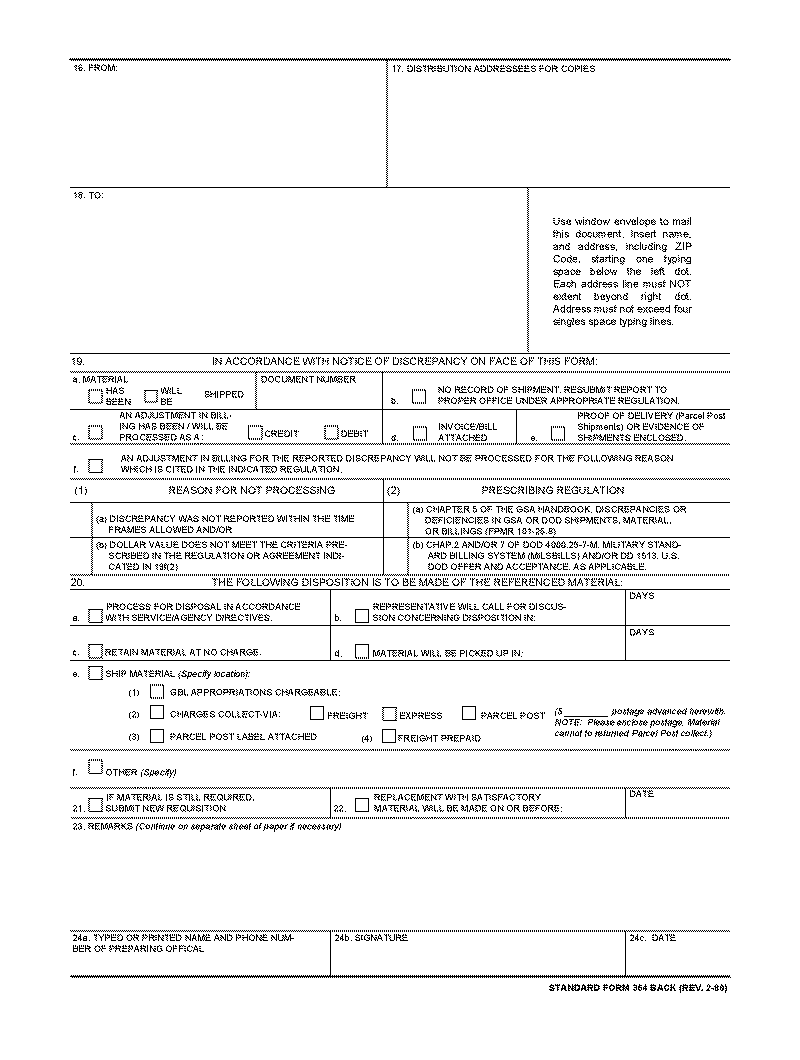 16. FROM:
17. DISTRIBUTION ADDRESSEES FOR COPIES
18. TO:
Use window envelope to mail
this document. Insert name,
and address, including ZIP
Code, starting one typing
space below the left dot.
Each address line must NOT
extent beyond right dot.
Address must not exceed four
singles space typing lines.
19. IN ACCORDANCE WITH NOTICE OF DISCREPANCY ON FACE OF THIS FORM:
a. MATERIAL
HAS BEEN
WILL BE
SHIPPED
DOCUMENT NUMBER
b. NO RECORD OF SHIPMENT. RESUBMIT REPORT TO
PROPER OFFICE UNDER APPROPRIATE REGULATION.
c. AN ADJUSTMENT IN BILL-
ING HAS BEEN / WILL BE
PROCESSED AS A:
CREDIT
DEBIT
d. INVOICE/BILL
ATTACHED
e. PROOF OF DELIVERY (Parcel Post
Shipments) OR EVIDENCE OF
SHIPMENTS ENCLOSED.
f. AN ADJUSTMENT IN BILLING FOR THE REPORTED DISCREPANCY WILL NOT BE PROCESSED FOR THE FOLLOWING REASON
WHICH IS CITED IN THE INDICATED REGULATION.
(1) REASON FOR NOT PROCESSING
(2) PRESCRIBING REGULATION
(a) DISCREPANCY WAS NOT REPORTED WITHIN THE TIME
FRAMES ALLOWED AND/OR
(a) CHAPTER 5 OF THE GSA HANDBOOK, DISCREPANCIES OR
DEFICIENCIES IN GSA OR DOD SHIPMENTS, MATERIAL,
OR BILLINGS (FPMR 101-26.8)
(b) DOLLAR VALUE DOES NOT MEET THE CRITERIA PRE-
SCRIBED IN THE REGULATION OR AGREEMENT INDI-
CATED IN 19f(2)
(b) CHAP.2 AND/OR 7 OF DOD 4000.25-7-M, MILITARY STAND-
ARD BILLING SYSTEM (MILSBILLS) AND/OR DD 1513, U.S.
DOD OFFER AND ACCEPTANCE, AS APPLICABLE.
20. THE FOLLOWING DISPOSITION IS TO BE MADE OF THE REFERENCED MATERIAL:
a. PROCESS FOR DISPOSAL IN ACCORDANCE
WITH SERVICE/AGENCY DIRECTIVES.
b. REPRESENTATIVE WILL CALL FOR DISCUS-
SION CONCERNING DISPOSITION IN:
DAYS
c. RETAIN MATERIAL AT NO CHARGE.
d. MATERIAL WILL BE PICKED UP IN:
DAYS
e. SHIP MATERIAL (Specify location):
(1) GBL APPROPRIATIONS CHARGEABLE:
(2) CHARGES COLLECT-VIA: FREIGHT EXPRESS PARCEL POST
($ ________ postage advanced herewith.
NOTE: Please enclose postage. Material
cannot to returned Parcel Post collect.)
(3) PARCEL POST LABEL ATTACHED
(4) FREIGHT PREPAID
f. OTHER (Specify)
21. IF MATERIAL IS STILL REQUIRED,
SUBMIT NEW REQUISITION
22. REPLACEMENT WITH SATISFACTORY
MATERIAL WILL BE MADE ON OR BEFORE:
DATE
23. REMARKS (Continue on separate sheet of paper if necessary)
24a. TYPED OR PRINTED NAME AND PHONE NUM-
BER OF PREPARING OFFICAL
24b. SIGNATURE
24c. DATE
STANDARD FORM 364 BACK (REV. 2-80)